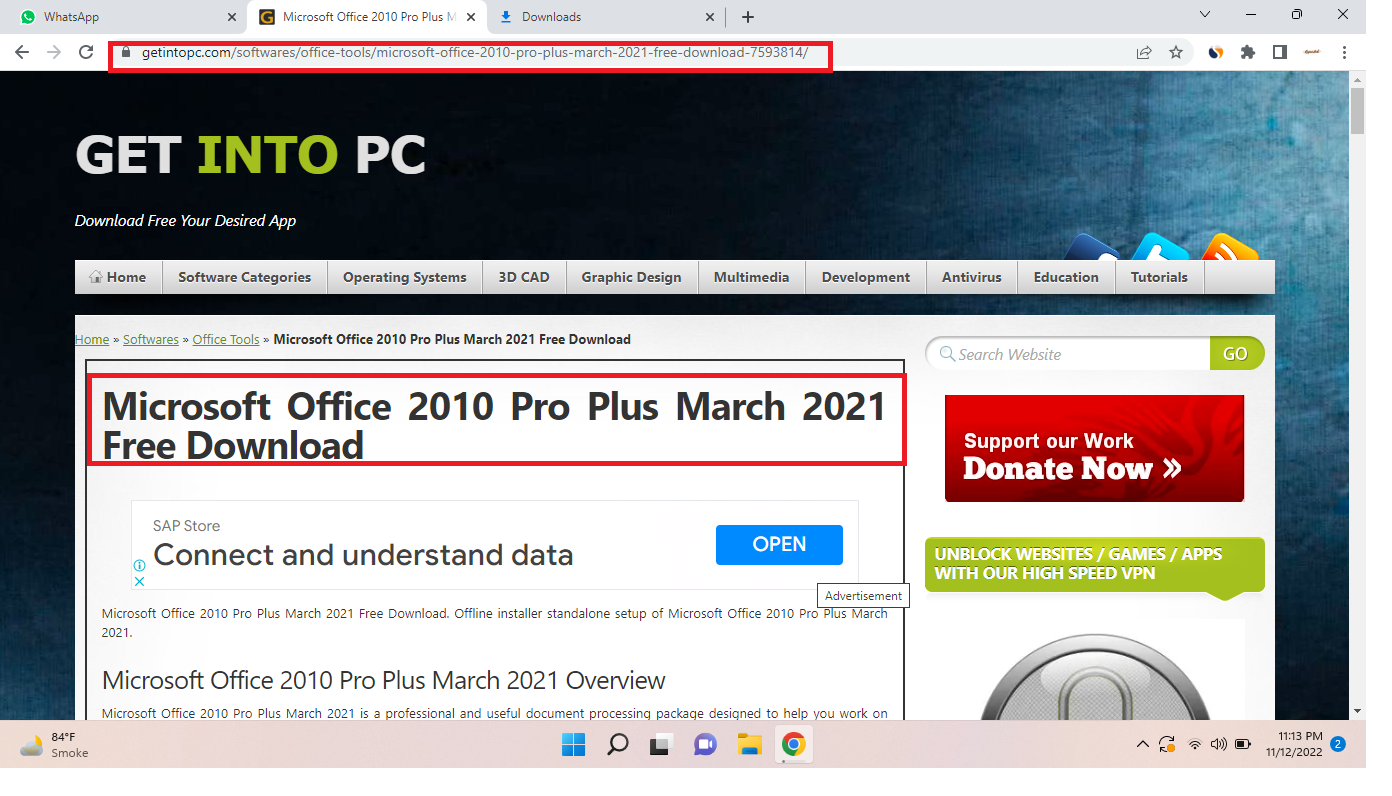 WhatsApp
Microsoft Office 2010 Pro Plus M
Downloads
getintopc.com/softwares/office-tools/microsoft-office-2010-pro-plus-march-2021-free-download-7593814/
GET INTO PC
Download Free Your Desired App
Home Software Categories Operating Systems 3D CAD Graphic Design Multimedia Development Antivirus Education Tutorials
Home » Softwares » Office Tools » Microsoft Office 2010 Pro Plus March 2021 Free Download
Search Website GO
Microsoft Office 2010 Pro Plus March 2021
Free Download
Support our Work
Donate Now »
SAP Store
Connect and understand data
OPEN
UNBLOCK WEBSITES / GAMES / APPS
WITH OUR HIGH SPEED VPN
Advertisement
Microsoft Office 2010 Pro Plus March 2021 Free Download. Offline installer standalone setup of Microsoft Office 2010 Pro Plus March
2021.
Microsoft Office 2010 Pro Plus March 2021 Overview
Microsoft Office 2010 Pro Plus March 2021 is a professional and useful document processing package designed to help you work on
84°F
Smoke
11:13 PM
11/12/2022
2